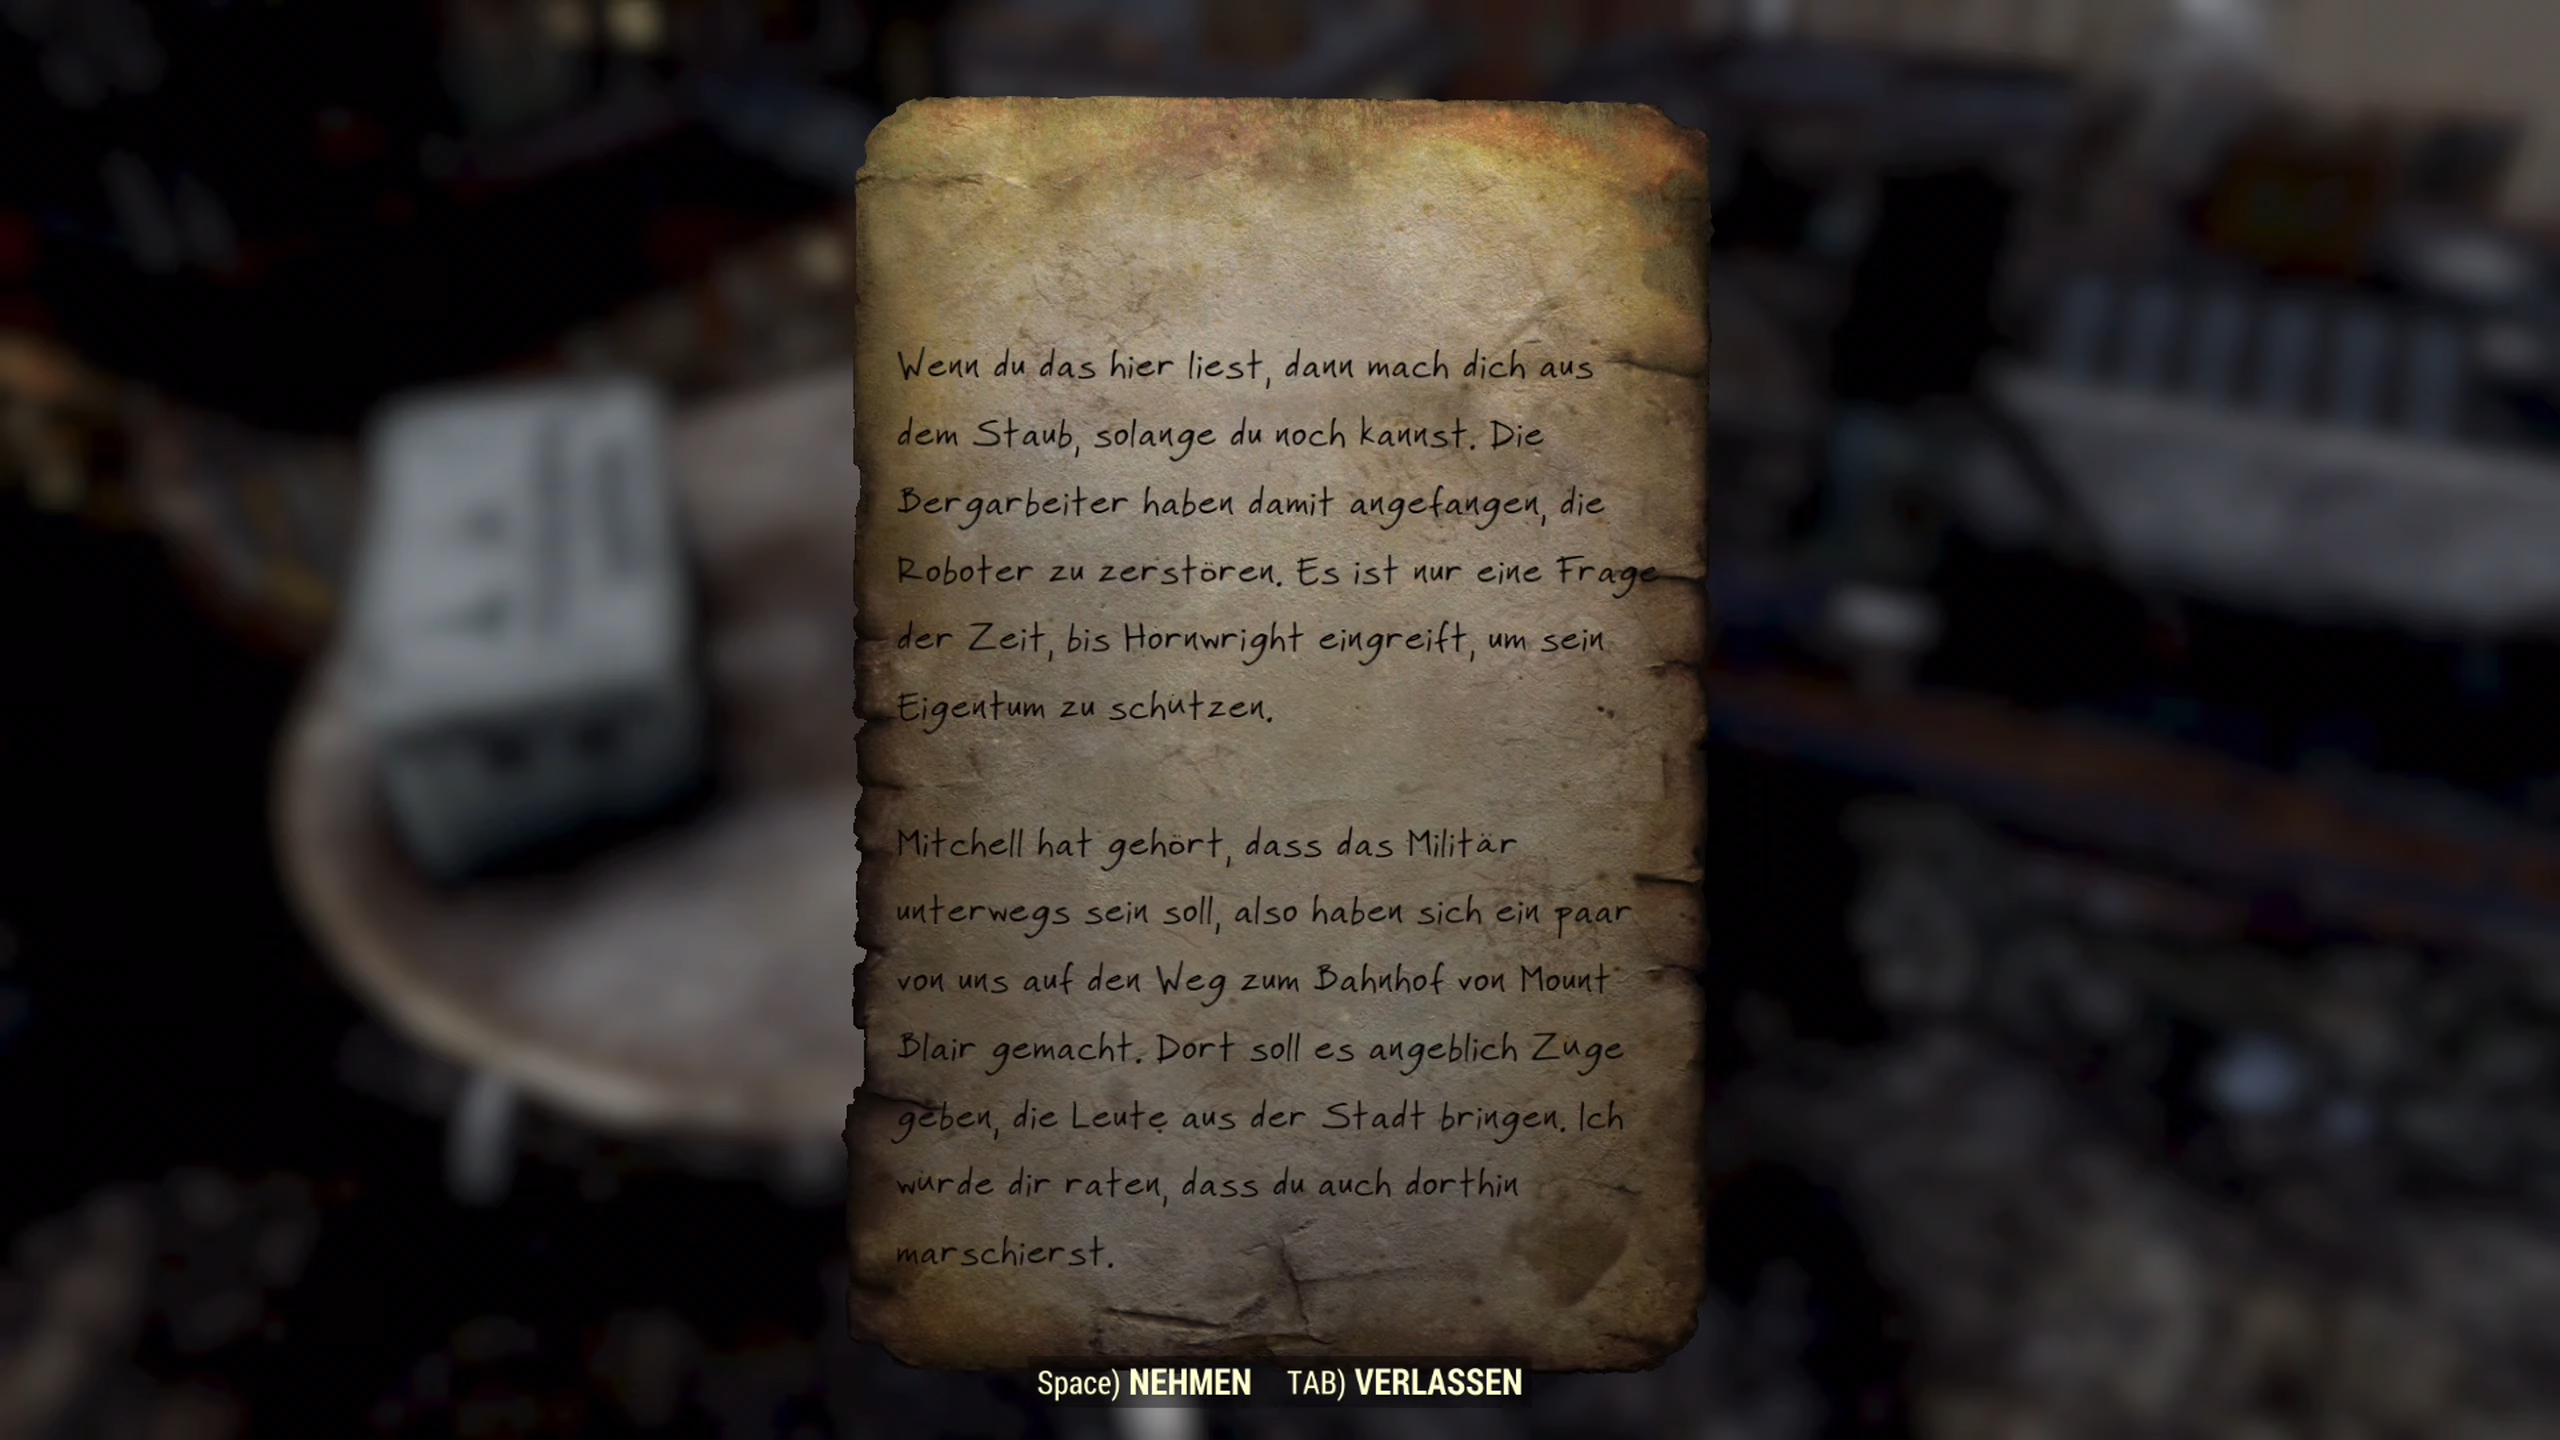 Wenn du das hier liest, dann mach dich aus
dem Staub, solange du noch kannst. Die
Bergarbeiter haben damit angefangen, die
Roboter zu zerstören. Es ist nur eine Frage
der Zeit, bis Hornwright eingreift, um sein
Eigentum zu schützen.
Mitchell hat gehört, dass das Militär
unterwegs sein soll, also haben sich ein paar
von uns auf den Weg zum Bahnhof von Mount
Blair gemacht. Dort soll es angeblich Züge
geben, die Leute aus der Stadt bringen. Ich
würde dir raten, dass du auch dorthin
marschierst.
Space) NEHMEN TAB) VERLASSEN